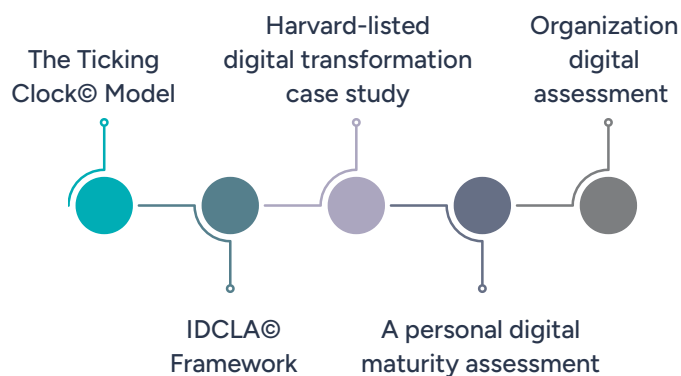 The Ticking
Clock© Model
IDCLA©
Framework
Harvard-listed
digital transformation
case study
A personal digital
maturity assessment
Organization
digital
assessment